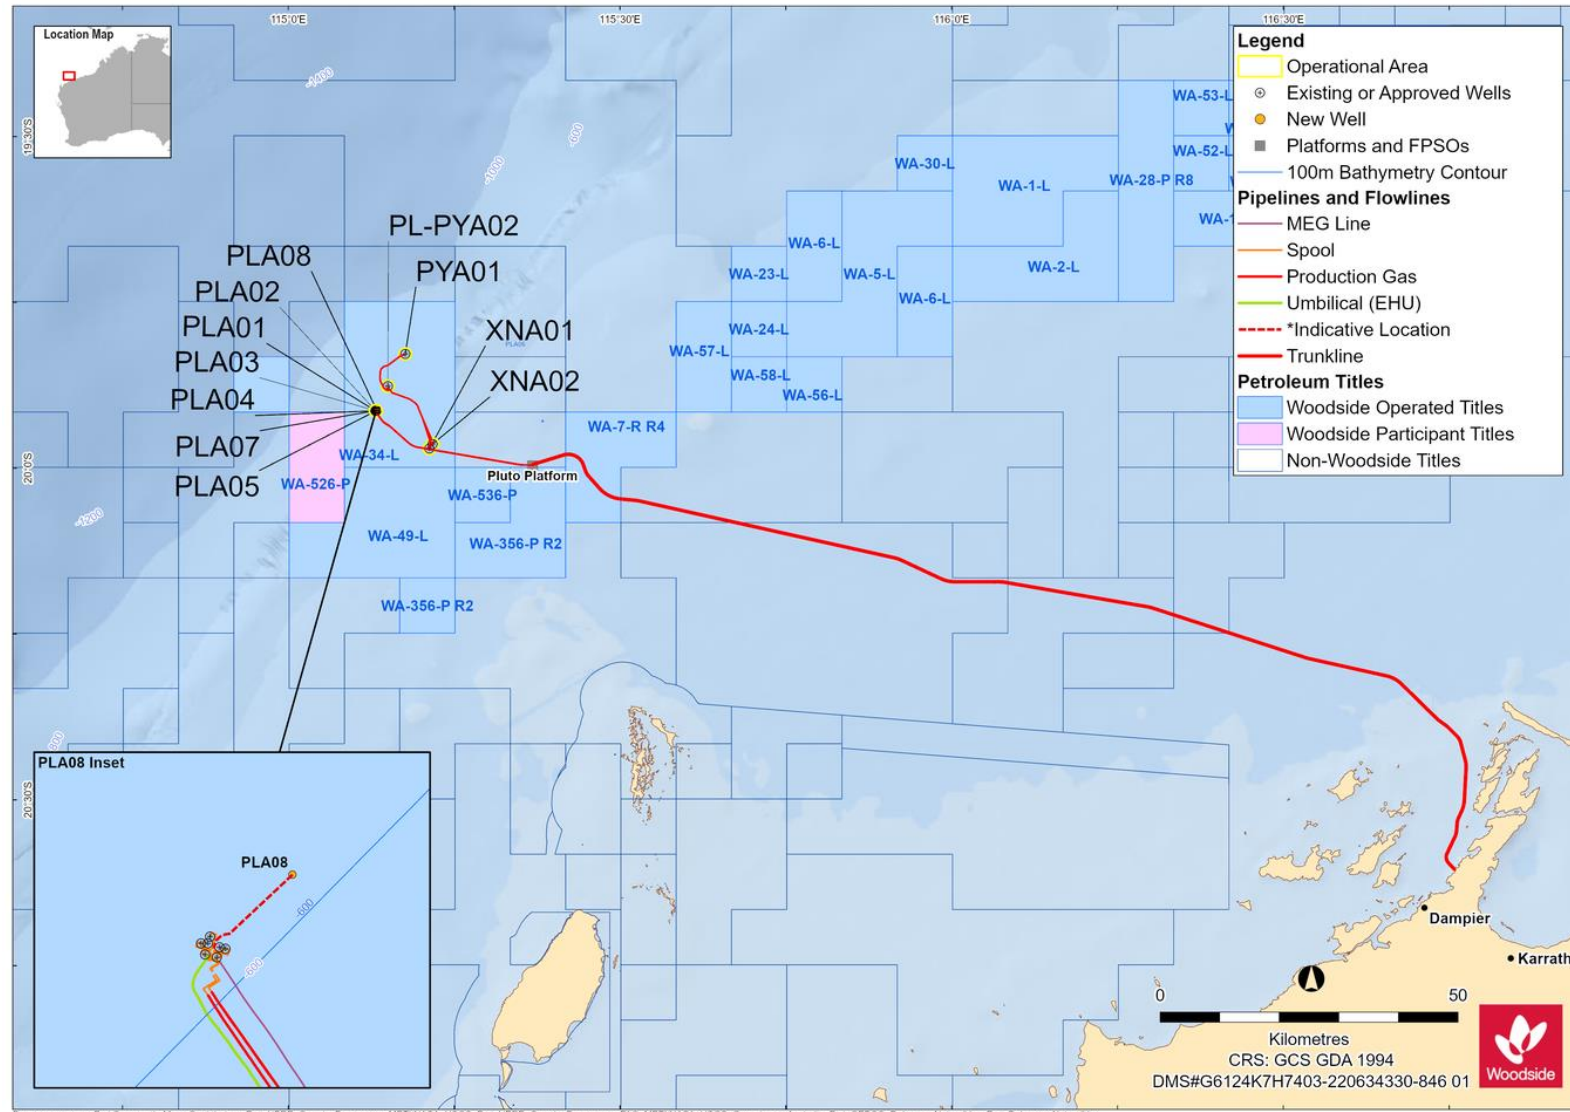 115°0'E
115°30'E
116°0'E
116°30'E
19°30'S
20°0'S
20°30'S
Location Map
-1400
-1000
-600
-1200
Legend
Operational Area
Existing or Approved Wells
New Well
Platforms and FPSOs
100m Bathymetry Contour
Pipelines and Flowlines
MEG Line
Spool
Production Gas
Umbilical (EHU)
*Indicative Location
Trunkline
Petroleum Titles
Woodside Operated Titles
Woodside Participant Titles
Non-Woodside Titles
WA-53-L
WA-52-L
WA-30-L
WA-1-L
WA-28-P R8
WA-1
WA-6-L
WA-23-L
WA-5-L
WA-2-L
WA-6-L
WA-24-L
WA-57-L
WA-58-L
WA-56-L
WA-7-R R4
PL-PYA02
PLA08
PYA01
PLA02
PLA01
XNA01
PLA03
XNA02
PLA04
PLA07
PLA05
WA-34-L
WA-526-P
Pluto Platform
WA-536-P
WA-49-L
WA-356-P R2
WA-356-P R2
PLA08 Inset
PLA08
-600
-600
Dampier
Karrath
0 50
Kilometres
CRS: GCS GDA 1994
DMS#G6124K7H7403-220634330-846 01
Woodside